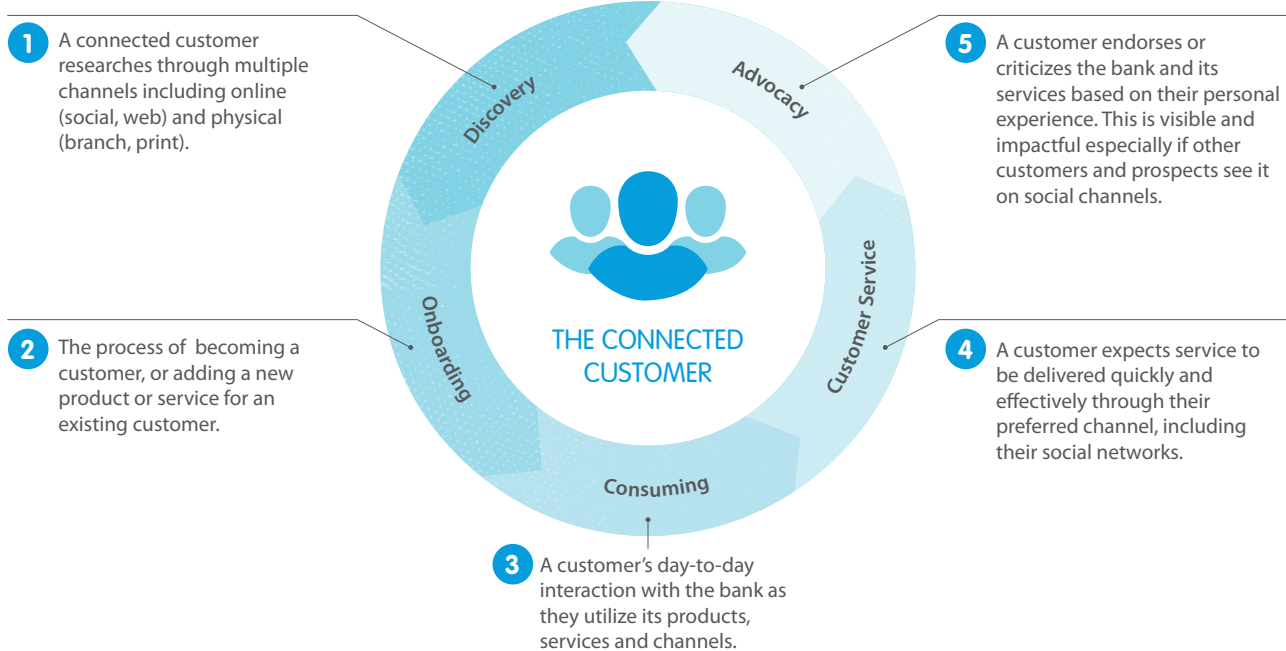 1
A connected customer
researches through multiple
channels including online
(social, web) and physical
(branch, print).
2
The process of  becoming a
customer, or adding a new
product or service for an
existing customer.
3
A customer’s day-to-day
interaction with the bank as
they utilize its products,
services and channels.
4
A customer expects service to
be delivered quickly and
effectively through their
preferred channel, including
their social networks.
5
A customer endorses or
criticizes the bank and its
services based on their personal
experience. This is visible and
impactful especially if other
customers and prospects see it
on social channels.
Discovery
Onboarding
Consuming
Customer Service
Advocacy
THE CONNECTED
CUSTOMER